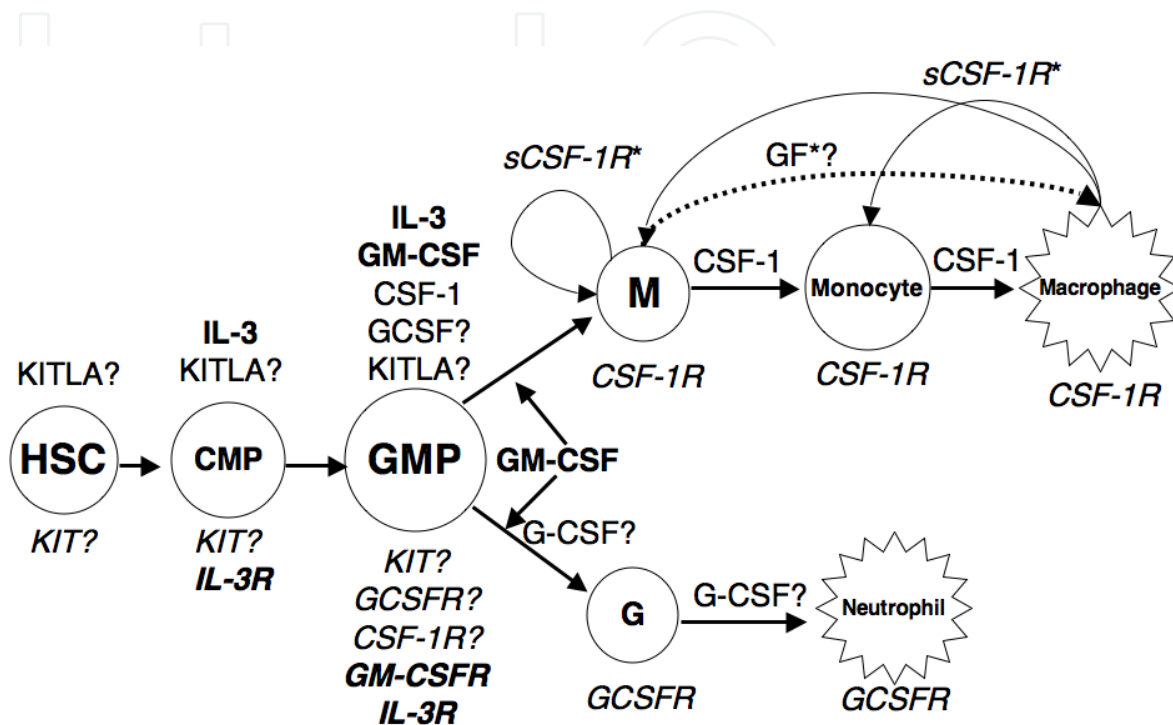 sCSF-1R*
sCSF-1R*
GF*?
IL-3
GM-CSF
CSF-1
GCSF?
KITLA?
M
CSF-1
Monocyte
CSF-1
Macrophage
CSF-1R
CSF-1R
CSF-1R
IL-3
KITLA?
KITLA?
HSC
CMP
GMP
GM-CSF
KIT?
KIT?
IL-3R
G-CSF?
KIT?
GCSFR?
CSF-1R?
GM-CSFR
IL-3R
G
G-CSF?
Neutrophil
GCSFR
GCSFR